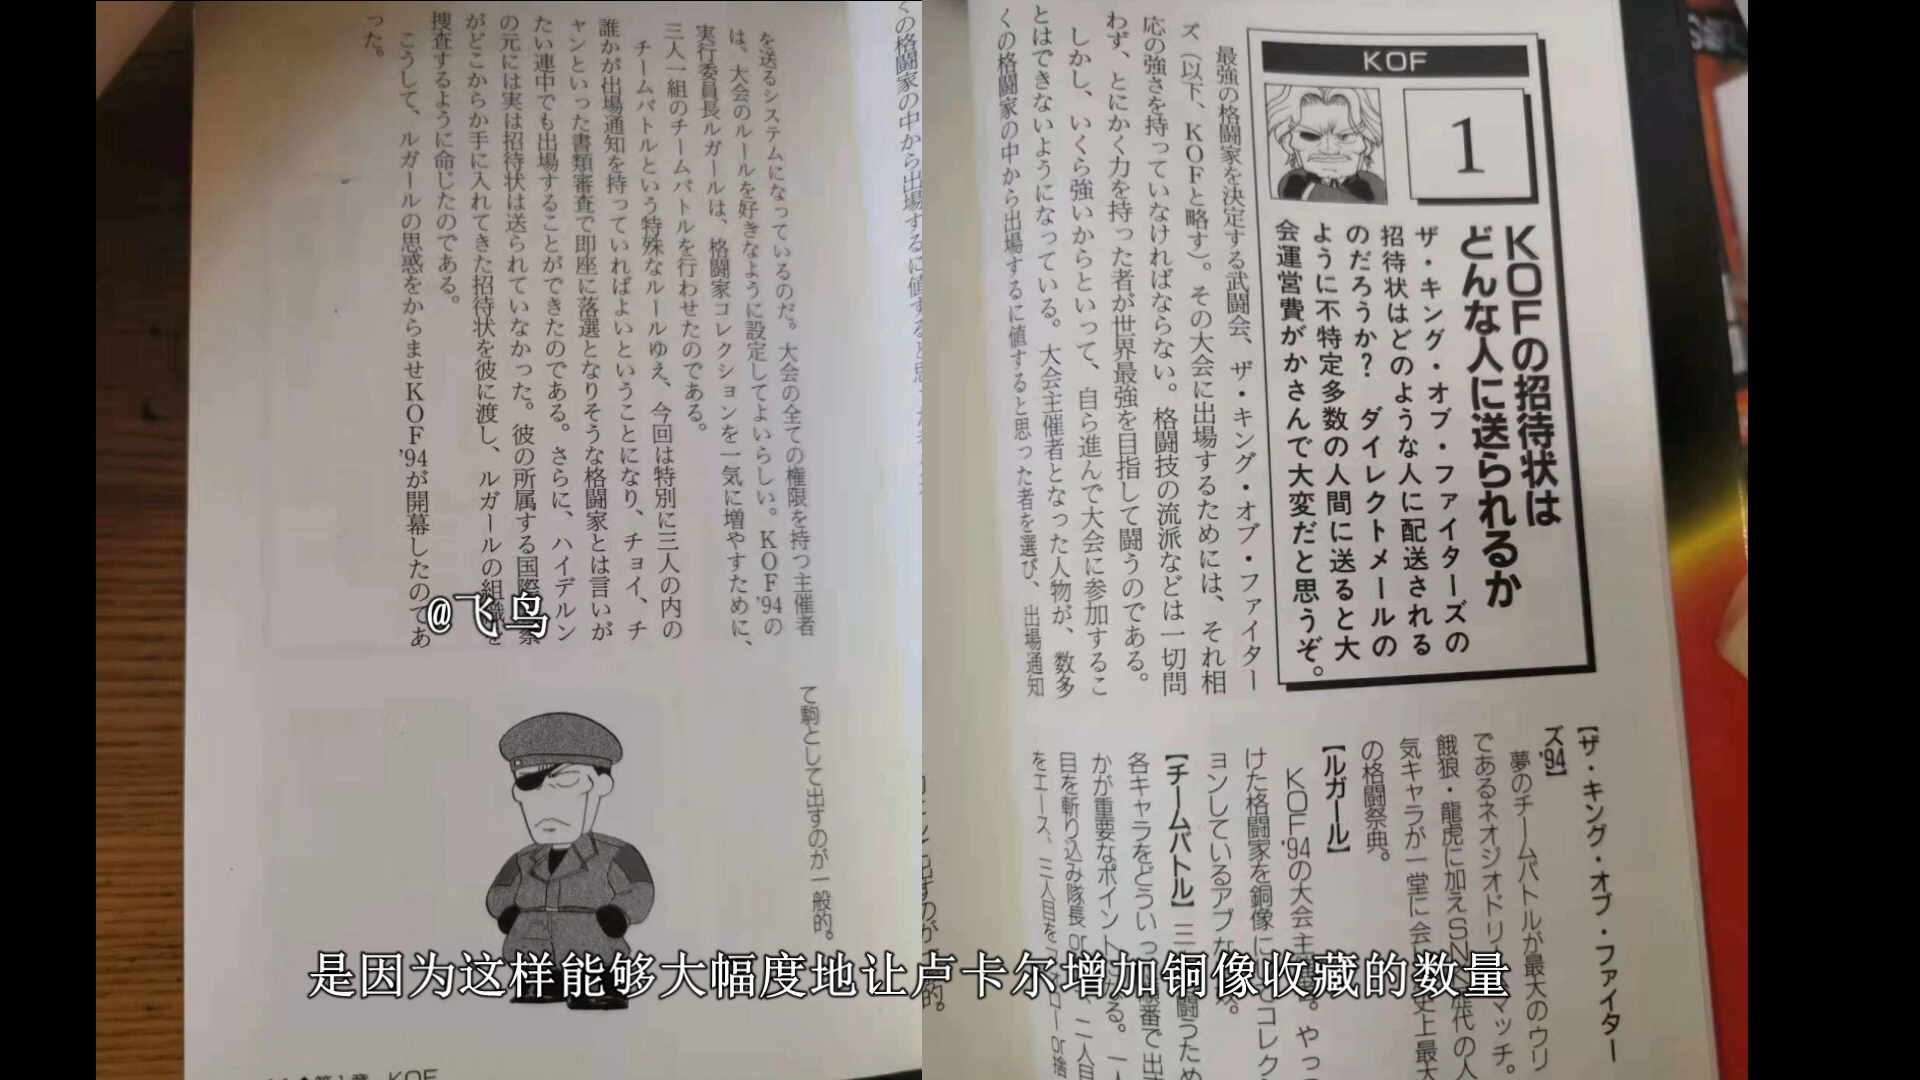 KOF
1
KOFの招待状は
どんな人に送られるか
ザ・キング・オブ・ファイターズの
招待状はどのような人に配送される
のだろうか? ダイレクトメールの
ように不特定多数の人間に送ると大
会運営費がかさんで大変だと思うぞ。
最強の格闘家を決定する武闘会、ザ・キング・オブ・ファイター
ズ(以下、KOFと略す)。その大会に出場するためには、それ相
応の強さを持っていなければならない。格闘技の流派などは一切問
わず、とにかく力を持った者が世界最強を目指して闘うのである。
しかし、いくら強いからといって、自ら進んで大会に参加するこ
とはできないようになっている。大会主催者となった人物が、数多
くの格闘家の中から出場するに値すると思った者を選び、出場通知
【ザ・キング・オブ・ファイター
ズ'94】
夢のチームバトルが最大のウリ
であるネオジオドリームマッチ。
餓狼・龍虎に加えSNK歴代の人
気キャラが一堂に会した史上最大
の格闘祭典。
【ルガール】
KOF'94の大会主催者。やっ
けた格闘家を銅像にしてコレク
ションしているアブな
【チームバトル】
各キャラをどういっ
かが重要なポイント
目を斬り込み隊長or
をエース、三人目を
くの格闘家の中から出場するに値すると思
を送るシステムになっているのだ。大会の全ての権限を持つ主催者
は、大会のルールを好きなように設定してよいらしい。KOF'94の
実行委員長ルガールは、格闘家コレクションを一気に増やすために、
三人一組のチームバトルを行わせたのである。
チームバトルという特殊なルールゆえ、今回は特別に三人の内の
誰かが出場通知を持っていればよいということになり、チョイ、チ
ャンといった書類審査で即座に落選となりそうな格闘家とは言いが
たい連中でも出場することができたのである。さらに、ハイデルン
の元には実は招待状は送られていなかった。彼の所属する国際
がどこからか手に入れてきた招待状を彼に渡し、ルガールの組織を
捜査するように命じたのである。
こうして、ルガールの思惑をからませKOF'94が開幕したのであ
った。
て駒として出すのが一般的。
@飞鸟
是因为这样能够大幅度地让卢卡尔增加铜像收藏的数量